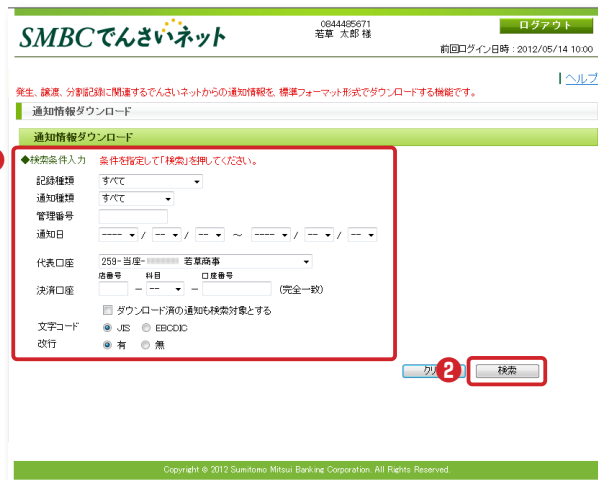 SMBCでんさいネット
0844485671
若草 太郎 様
ログアウト
前回ログイン日時：2012/05/14 10:00
ヘルプ
発生、譲渡、分割記録に関連するでんさいネットからの通知情報を、標準フォーマット形式でダウンロードする機能です。
通知情報ダウンロード
通知情報ダウンロード
◆検索条件入力 条件を指定して「検索」を押してください。
記録種類 すべて
通知種類 すべて
管理番号
通知日 ---- / -- / -- ～ ---- / -- / --
代表口座 259-当座- 若草商事
店番号 科目 口座番号
決済口座 - -- - (完全一致)
ダウンロード済の通知も検索対象とする
文字コード JIS EBCDIC
改行 有 無
2 検索
Copyright © 2012 Sumitomo Mitsui Banking Corporation. All Rights Reserved.